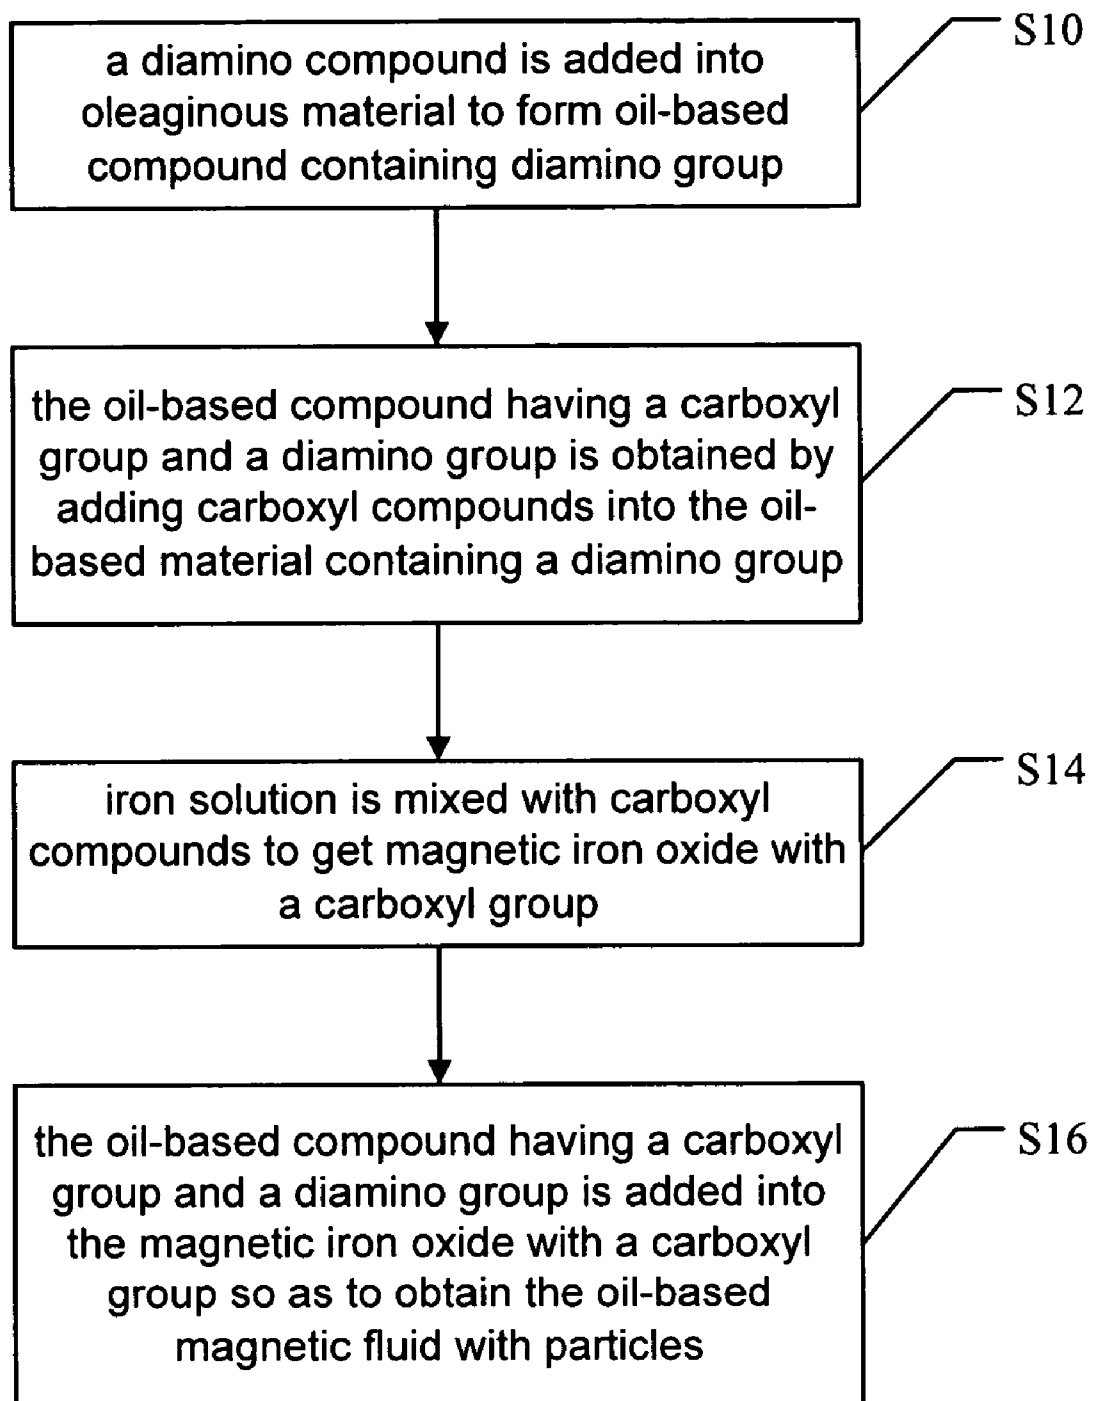 a diamino compound is added into
oleaginous material to form oil-based
compound containing diamino group
S10
the oil-based compound having a carboxyl
group and a diamino group is obtained by
adding carboxyl compounds into the oil-
based material containing a diamino group
S12
iron solution is mixed with carboxyl
compounds to get magnetic iron oxide with
a carboxyl group
S14
the oil-based compound having a carboxyl
group and a diamino group is added into
the magnetic iron oxide with a carboxyl
group so as to obtain the oil-based
magnetic fluid with particles
S16